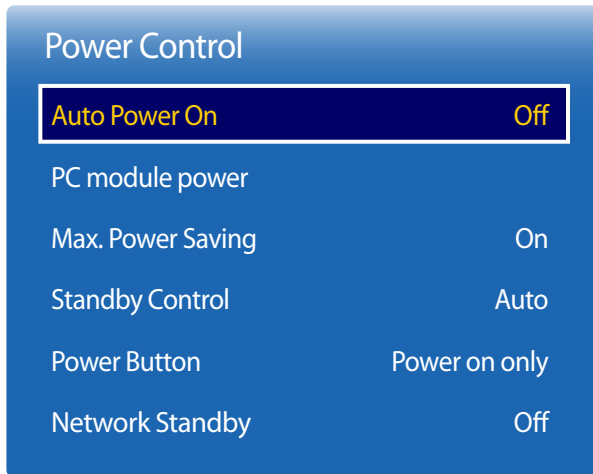 Power Control
Auto Power On Off
PC module power
Max. Power Saving On
Standby Control Auto
Power Button Power on only
Network Standby Off